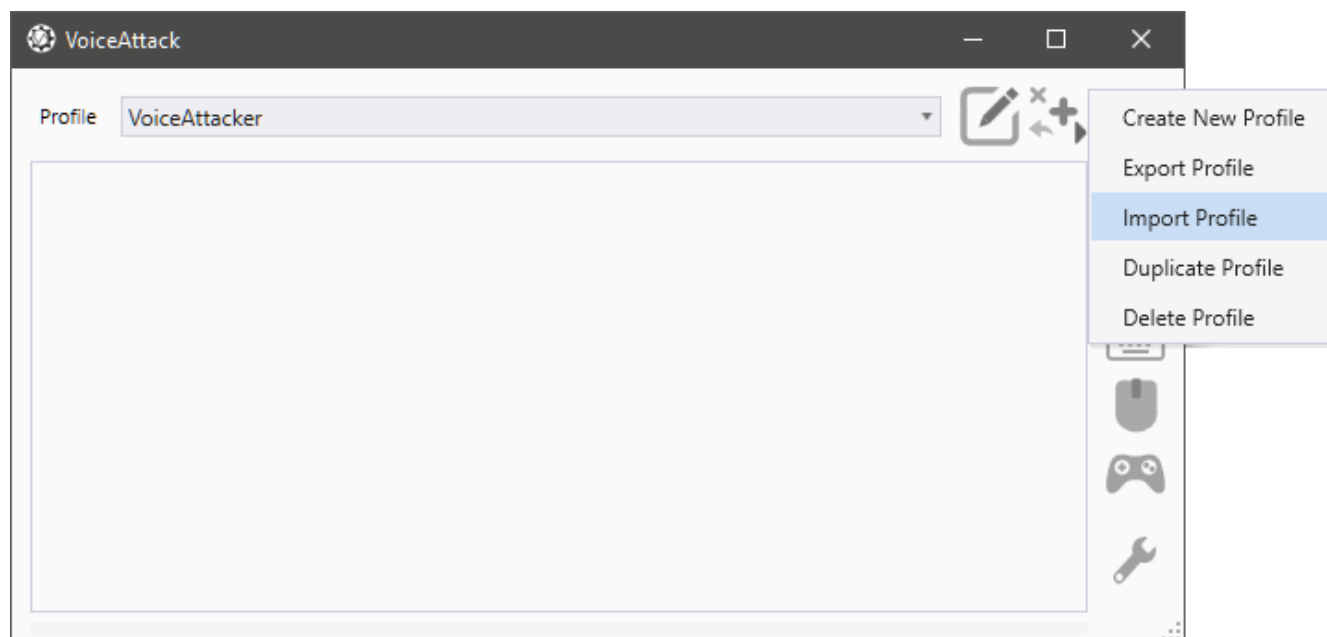 VoiceAttack
Profile VoiceAttacker
Create New Profile
Export Profile
Import Profile
Duplicate Profile
Delete Profile